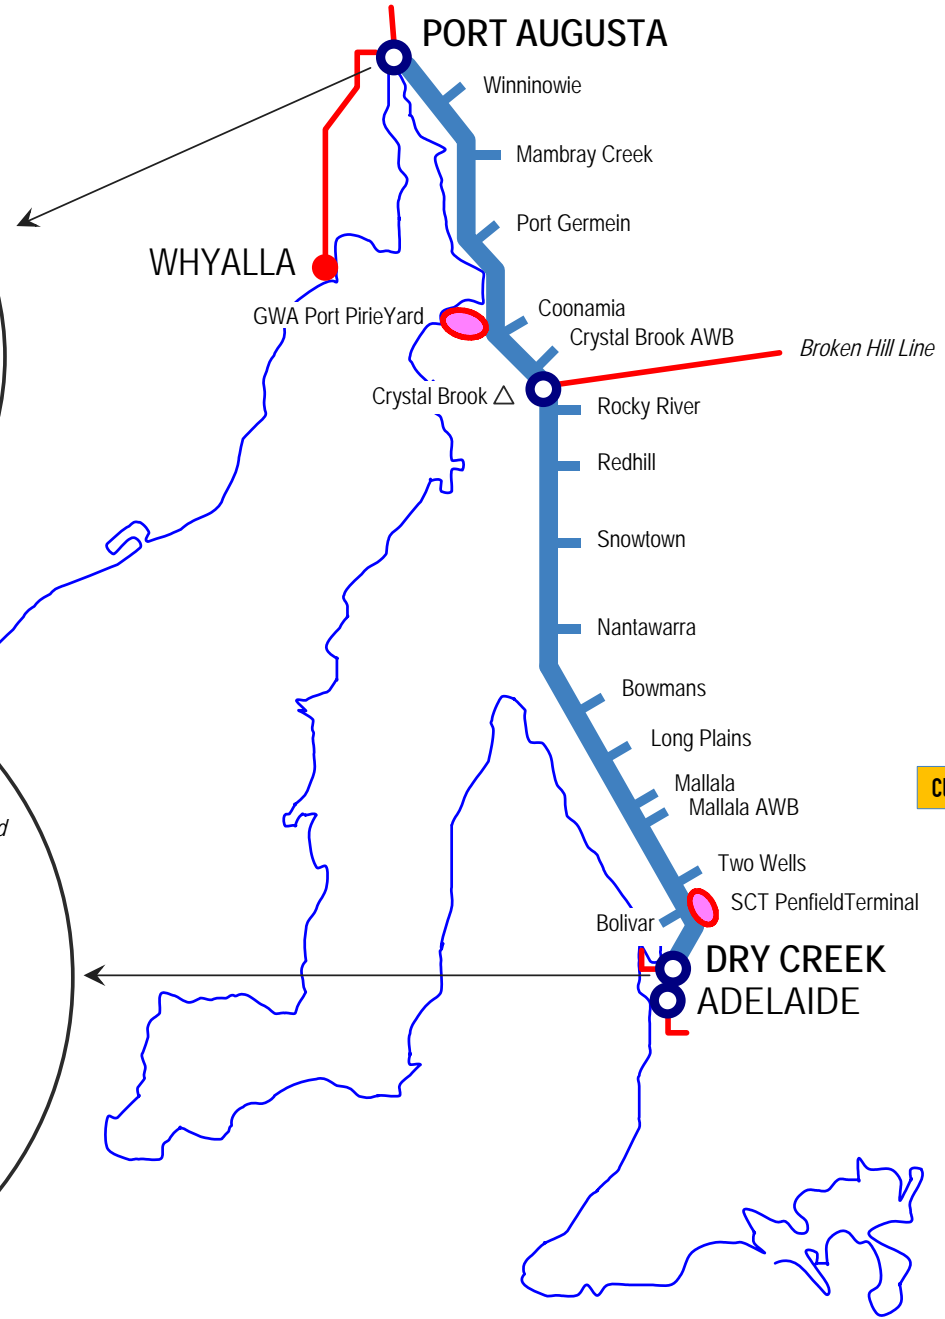 PORT AUGUSTA
Winninowie
Mambray Creek
Port Germein
WHYALLA
Coonamia
GWA Port PirieYard
Crystal Brook AWB
Broken Hill Line
Crystal Brook △
Rocky River
Redhill
Snowtown
Nantawarra
Bowmans
Long Plains
Mallala
Mallala AWB
Two Wells
SCT PenfieldTerminal
Bolivar
DRY CREEK
ADELAIDE